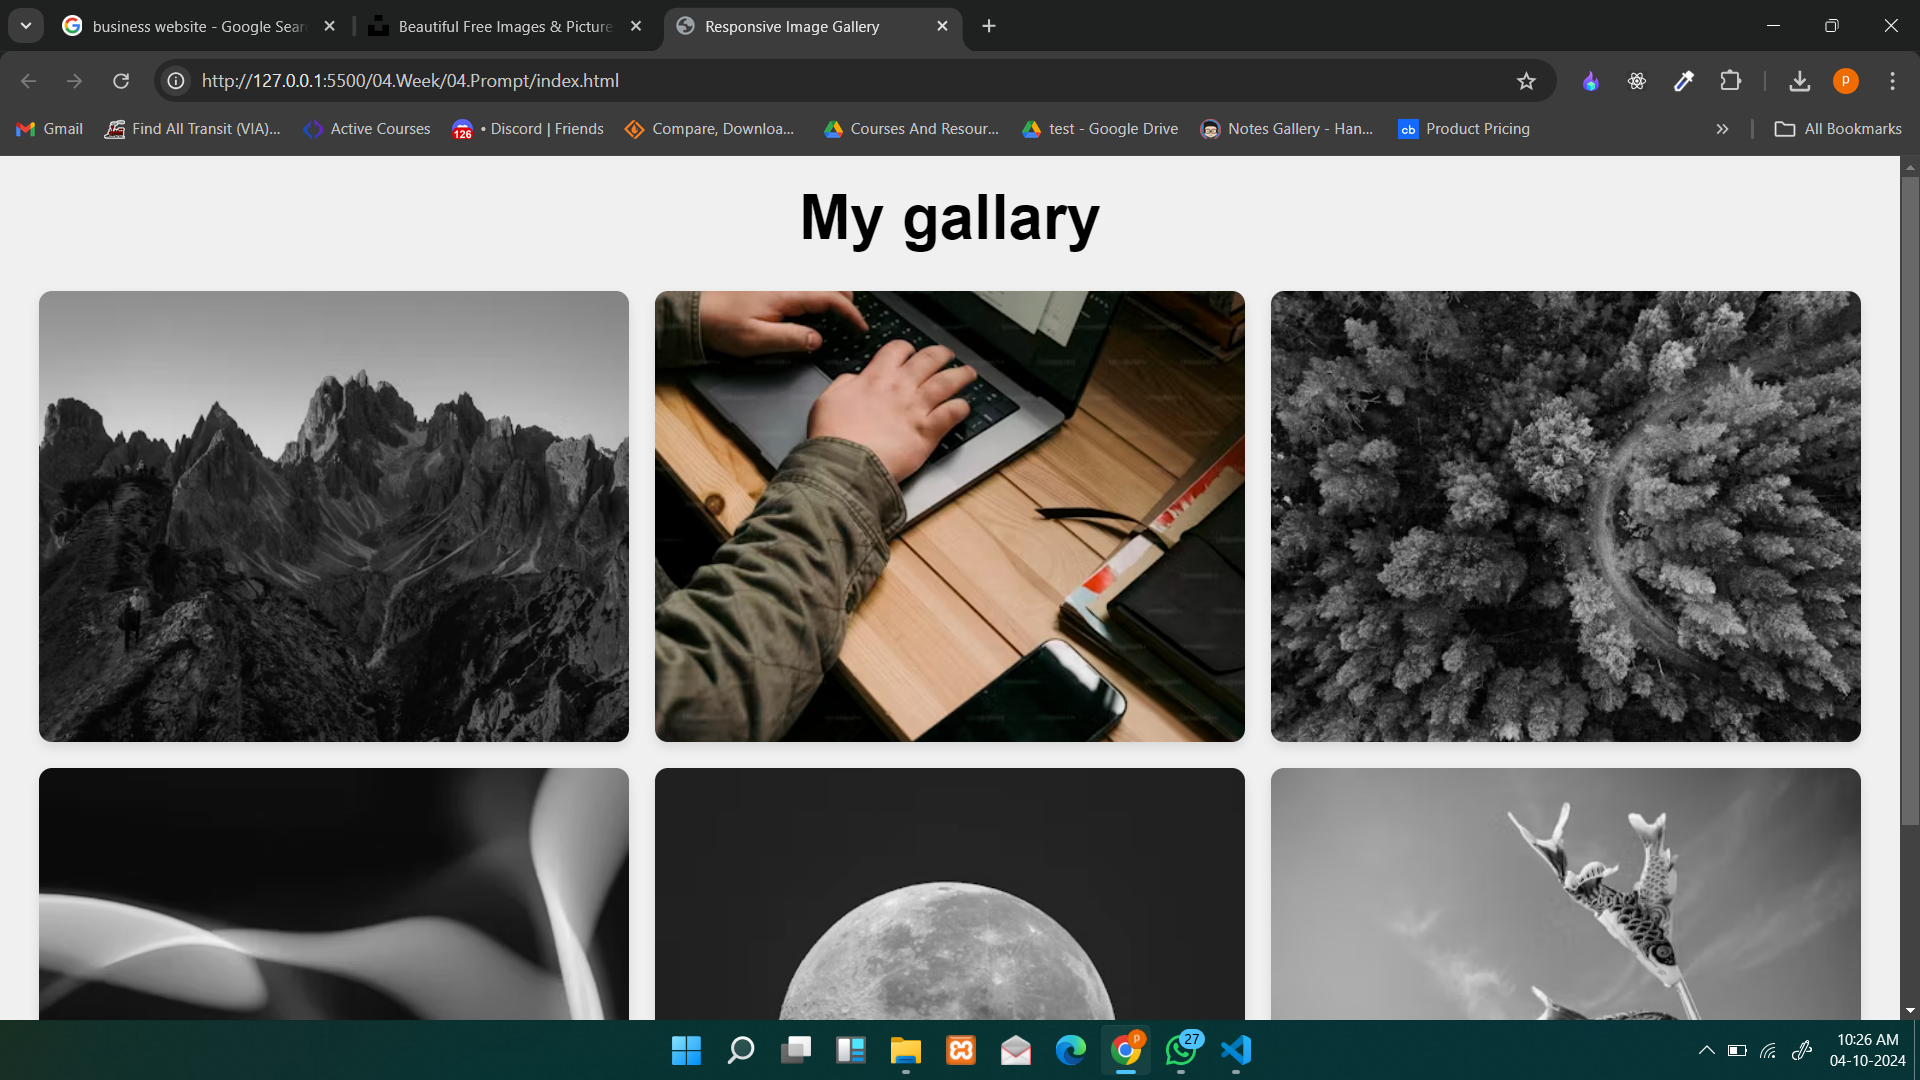 business website - Google Sear
Beautiful Free Images & Picture
Responsive Image Gallery
http://127.0.0.1:5500/04.Week/04.Prompt/index.html
P
Gmail
Find All Transit (VIA)...
Active Courses
126
• Discord | Friends
Compare, Downloa...
Courses And Resour...
test - Google Drive
Notes Gallery - Han...
cb
Product Pricing
All Bookmarks
My gallary
P
27
10:26 AM
04-10-2024